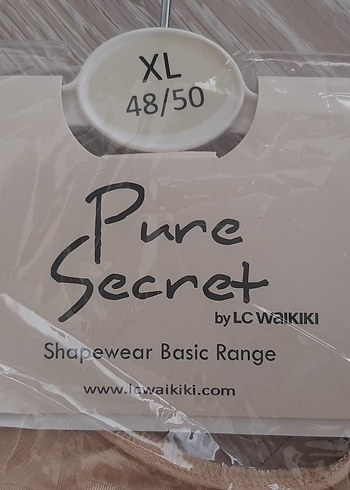 XL
48/50
Pure
Secret
by LC WAIKIKI
Shapewear Basic Range
www.lcwaikiki.com